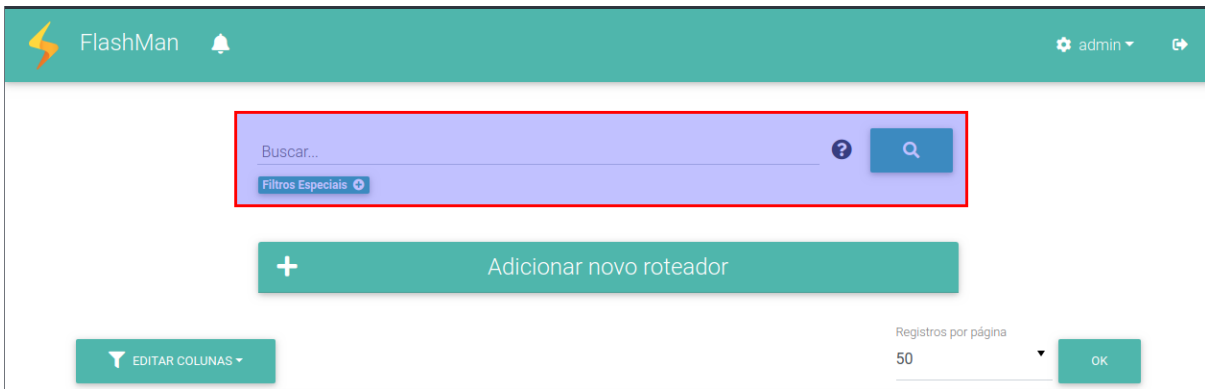 FlashMan
admin
Buscar...
Filtros Especiais
Adicionar novo roteador
Registros por página
EDITAR COLUNAS
50
OK